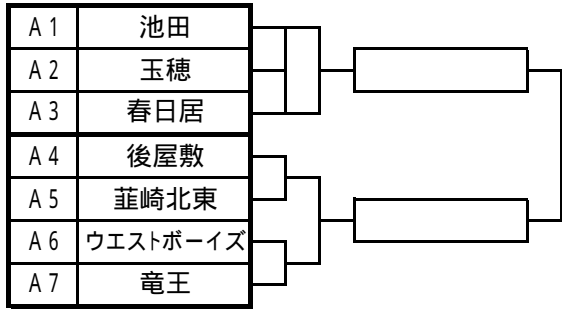 A1 池田
A2 玉穂
A3 春日居
A4 後屋敷
A5 韮崎北東
A6 ウエストボーイズ
A7 竜王